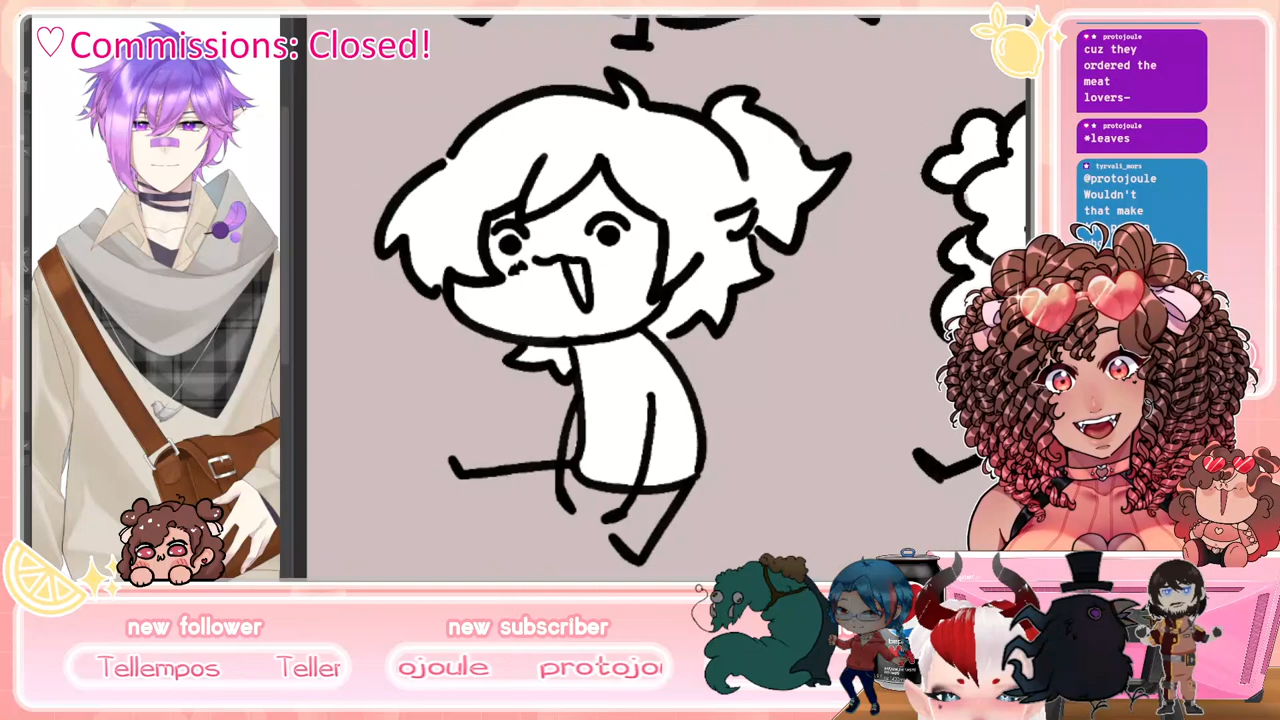 ♡Commissions: Closed!
protojoule
cuz they
ordered the
meat
lovers-
protojoule
*leaves
tyrvali_mors
@protojoule
Wouldn't
that make
new follower
new subscriber
Tellempos Teller
ojoule protojo